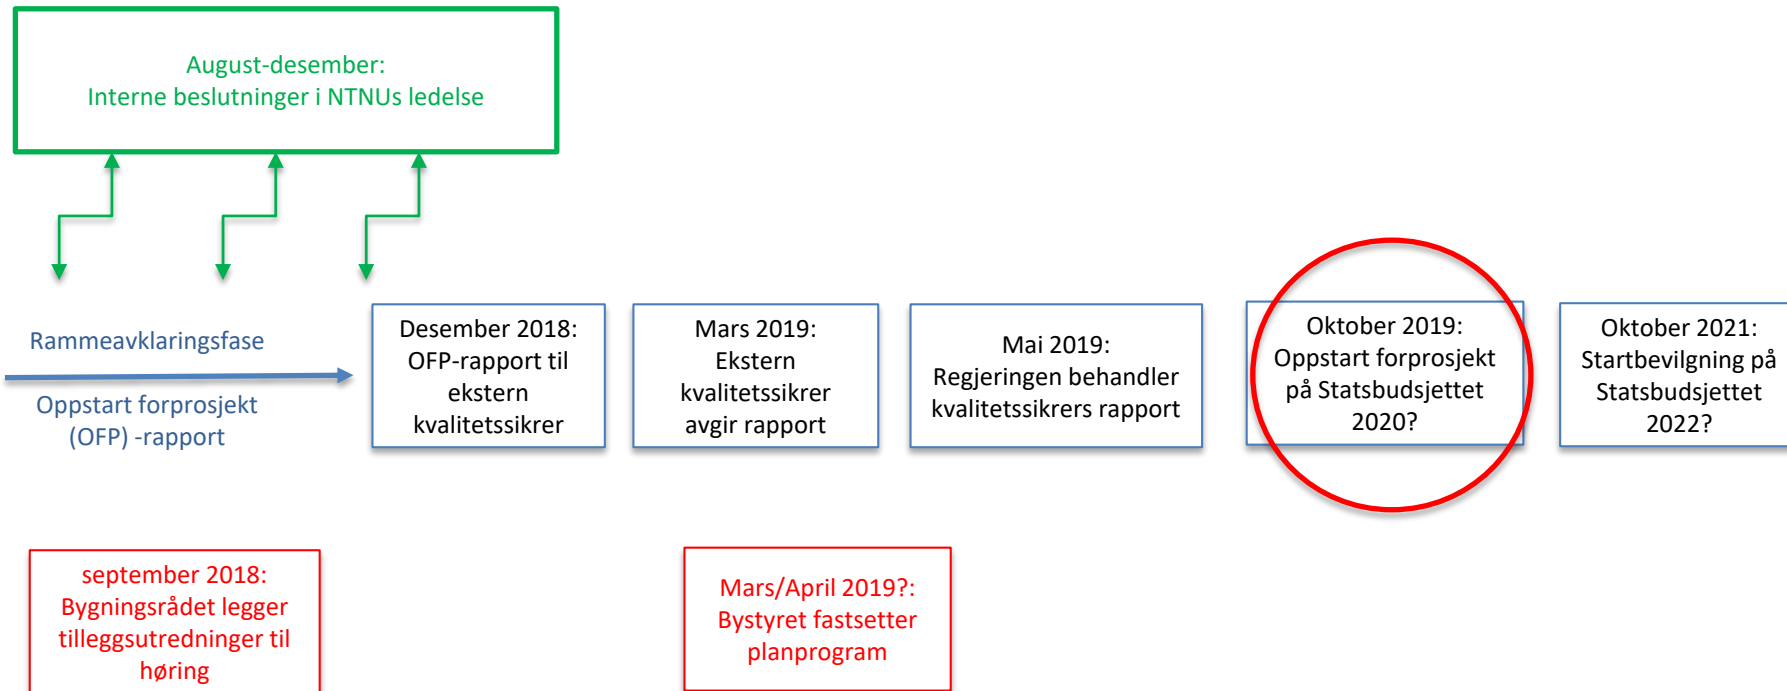 August-desember:
Interne beslutninger i NTNUs ledelse
Rammeavklaringsfase
Oppstart forprosjekt
(OFP) -rapport
Desember 2018:
OFP-rapport til
ekstern
kvalitetssikrer
Mars 2019:
Ekstern
kvalitetssikrer
avgir rapport
Mai 2019:
Regjeringen behandler
kvalitetssikrers rapport
Oktober 2019:
Oppstart forprosjekt
på Statsbudsjettet
2020?
Oktober 2021:
Startbevilgning på
Statsbudsjettet
2022?
september 2018:
Bygningsrådet legger
tilleggsutredninger til
høring
Mars/April 2019?:
Bystyret fastsetter
planprogram